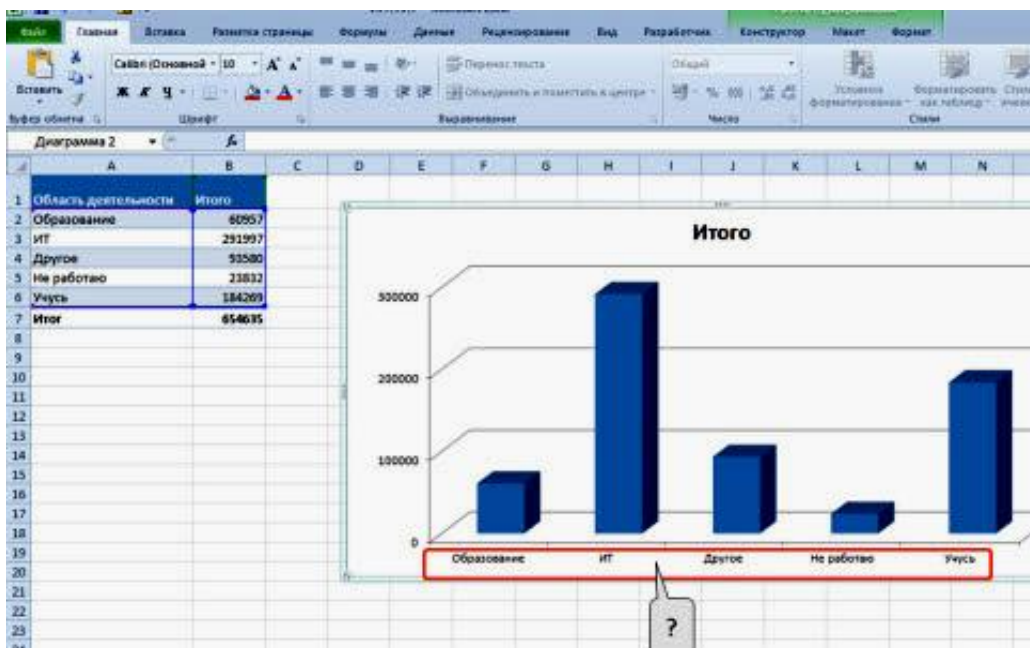 Файл Главная Вставка Разметка страницы Формулы Данные Рецензирование Вид Разработчик Конструктор Макет Формат
Calibri (Основной 10 A A Перенос текста Общий
Вставить Ж К Ч A Объединить и поместить в центре % 000 Условное форматирование Форматировать как таблицу
Буфер обмена Шрифт Выравнивание Число Стили
Диаграмма 2 fx
A B C D E F G H I J K L M N
1 Область деятельности Итого
2 Образование 60957
3 ИТ 291997
4 Другое 93580
5 Не работаю 23832
6 Учусь 184269
7 Итог 654635
8
9
10
11
12
13
14
15
16
17
18
19
20
21
22
23
Итого
300000
200000
100000
0
Образование ИТ Другое Не работаю Учусь
?